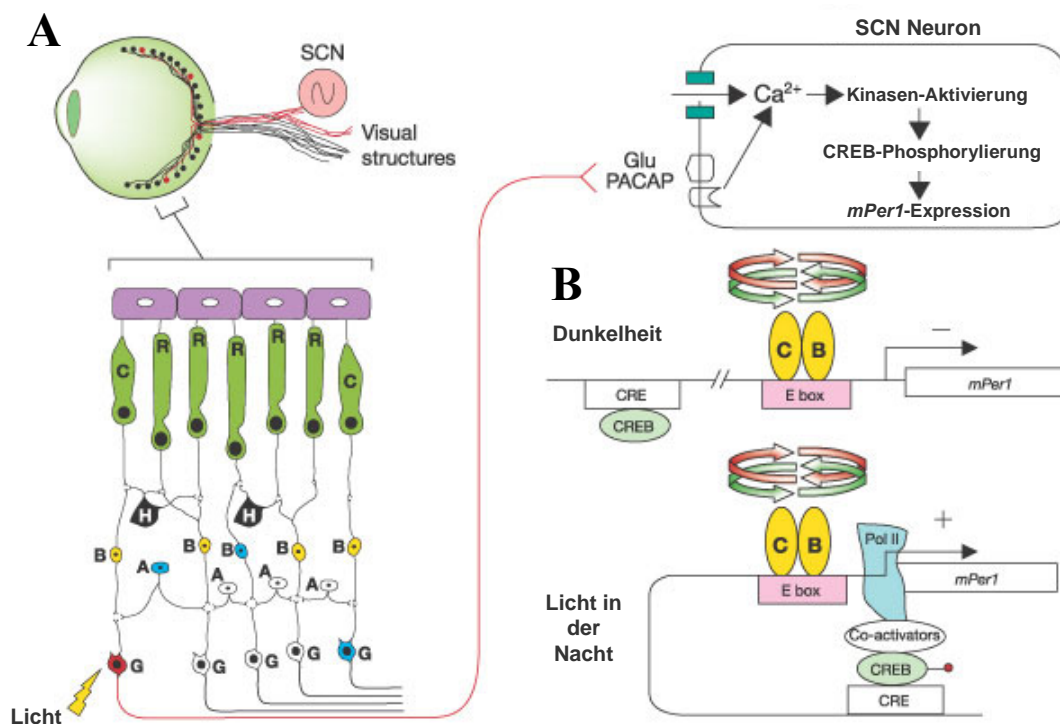 A
SCN
Visual
structures
SCN Neuron
Ca2+
Kinasen-Aktivierung
CREB-Phosphorylierung
mPer1-Expression
Glu
PACAP
C
R
R
R
R
C
H
H
B
B
B
B
B
A
A
A
G
G
G
G
G
Licht
B
Dunkelheit
C B
−
CRE
E box
mPer1
CREB
C B
+
Pol II
mPer1
E box
Licht in
der
Nacht
Co-activators
CREB
CRE